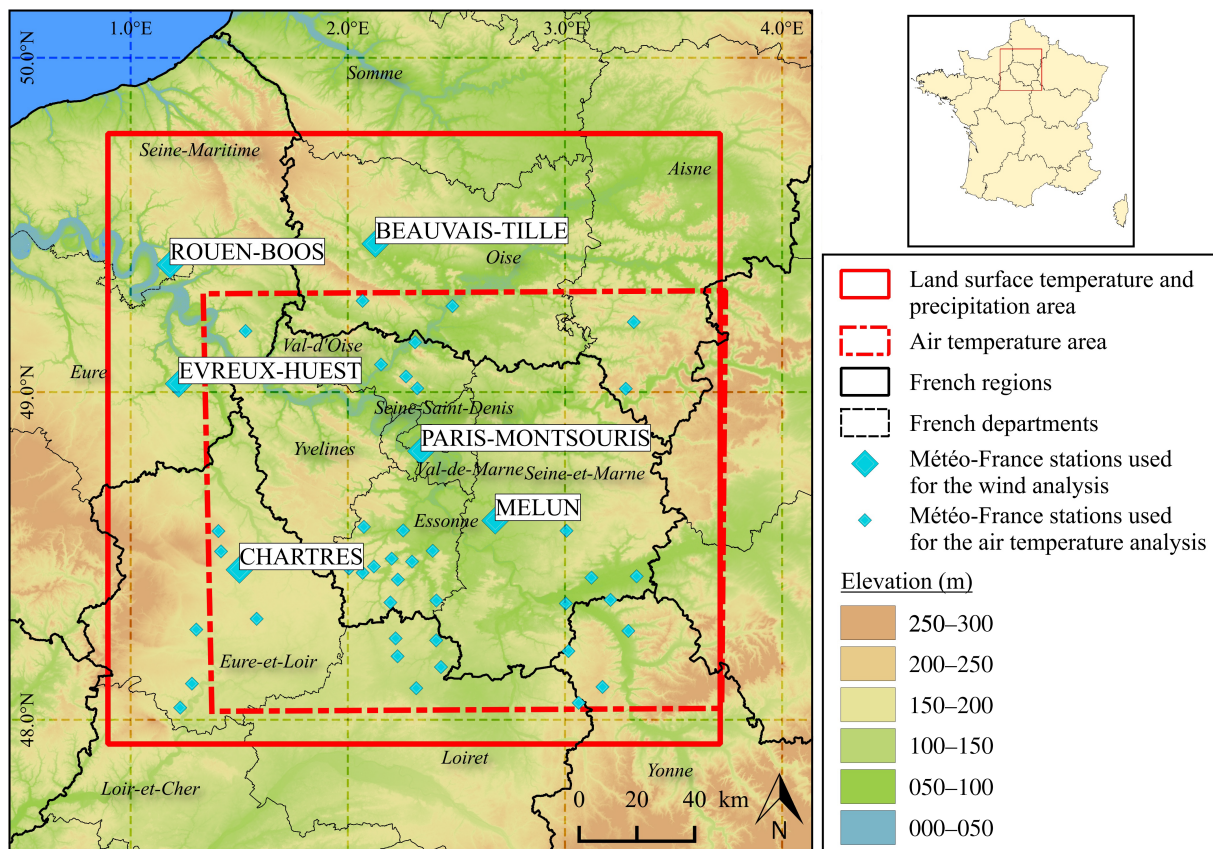 1.0°E
2.0°E
3.0°E
4.0°E
50.0°N
Somme
Seine-Maritime
Aisne
BEAUVAIS-TILLE
ROUEN-BOOS
Oise
Val-d'Oise
EVREUX-HUEST
Eure
49.0°N
Seine-Saint-Denis
PARIS-MONTSOURIS
Yvelines
Val-de-Marne
Seine-et-Marne
MELUN
Essonne
CHARTRES
Eure-et-Loir
48.0°N
Loiret
Yonne
Loir-et-Cher
0 20 40 km
N
Land surface temperature and
precipitation area
Air temperature area
French regions
French departments
Météo-France stations used
for the wind analysis
Météo-France stations used
for the air temperature analysis
Elevation (m)
250–300
200–250
150–200
100–150
050–100
000–050